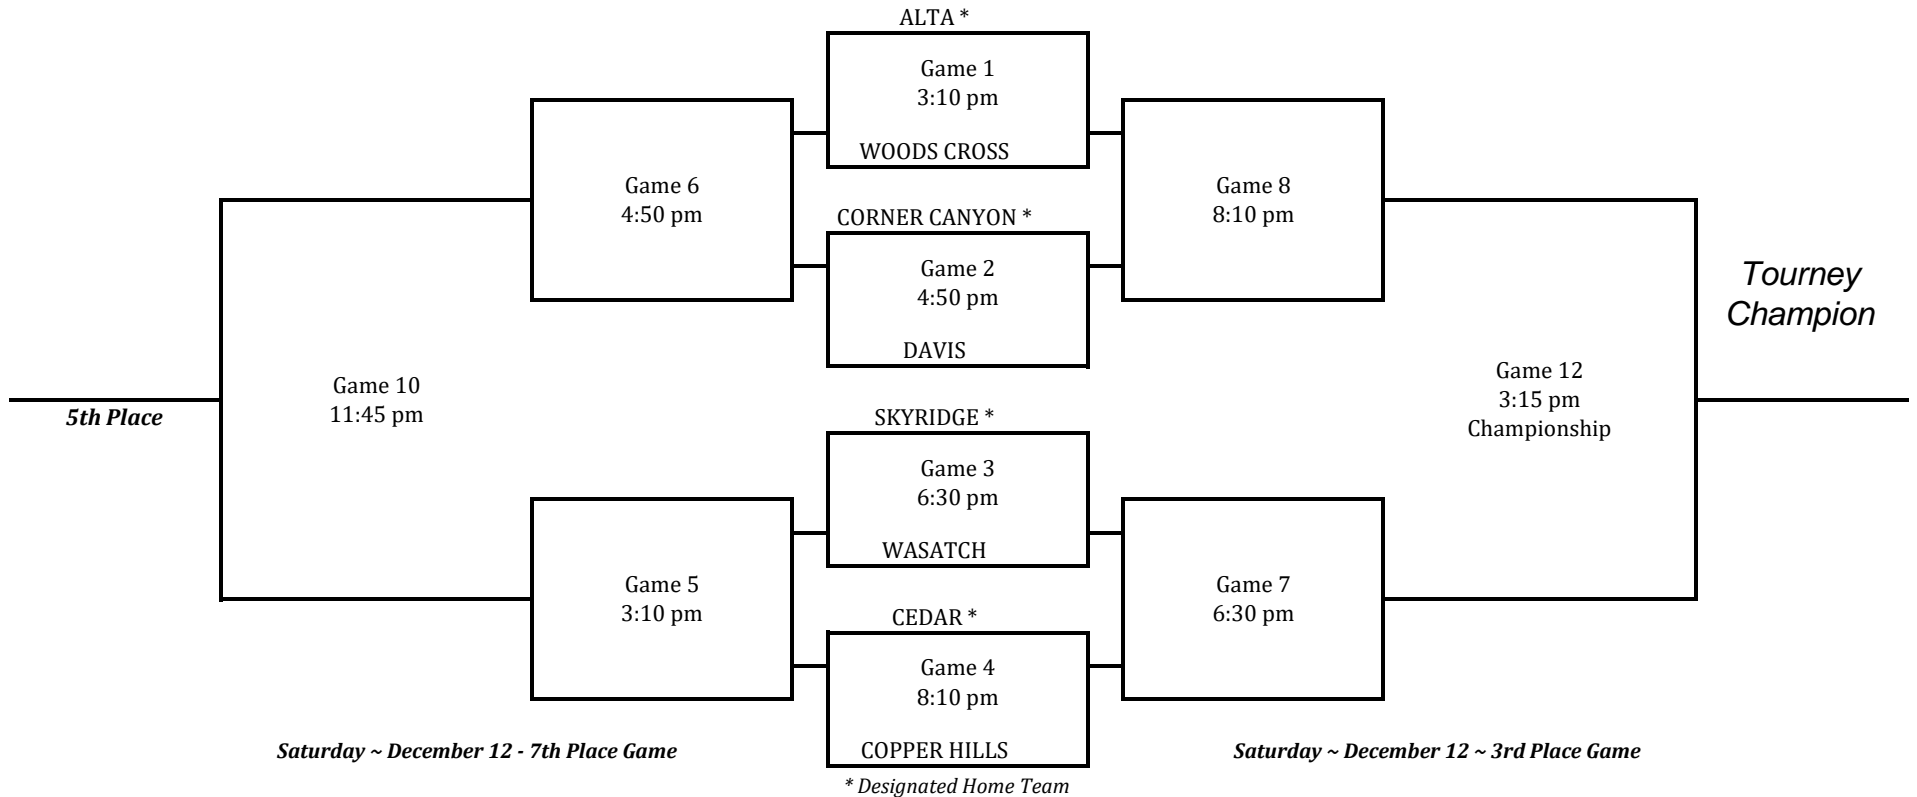 ALTA *
Game 1
3:10 pm
WOODS CROSS
Game 6
4:50 pm
Game 8
8:10 pm
CORNER CANYON *
Game 2
4:50 pm
DAVIS
Tourney
Champion
Game 10
11:45 pm
5th Place
Game 12
3:15 pm
Championship
SKYRIDGE *
Game 3
6:30 pm
WASATCH
Game 5
3:10 pm
Game 7
6:30 pm
CEDAR *
Game 4
8:10 pm
COPPER HILLS
Saturday ~ December 12 - 7th Place Game
Saturday ~ December 12 ~ 3rd Place Game
* Designated Home Team